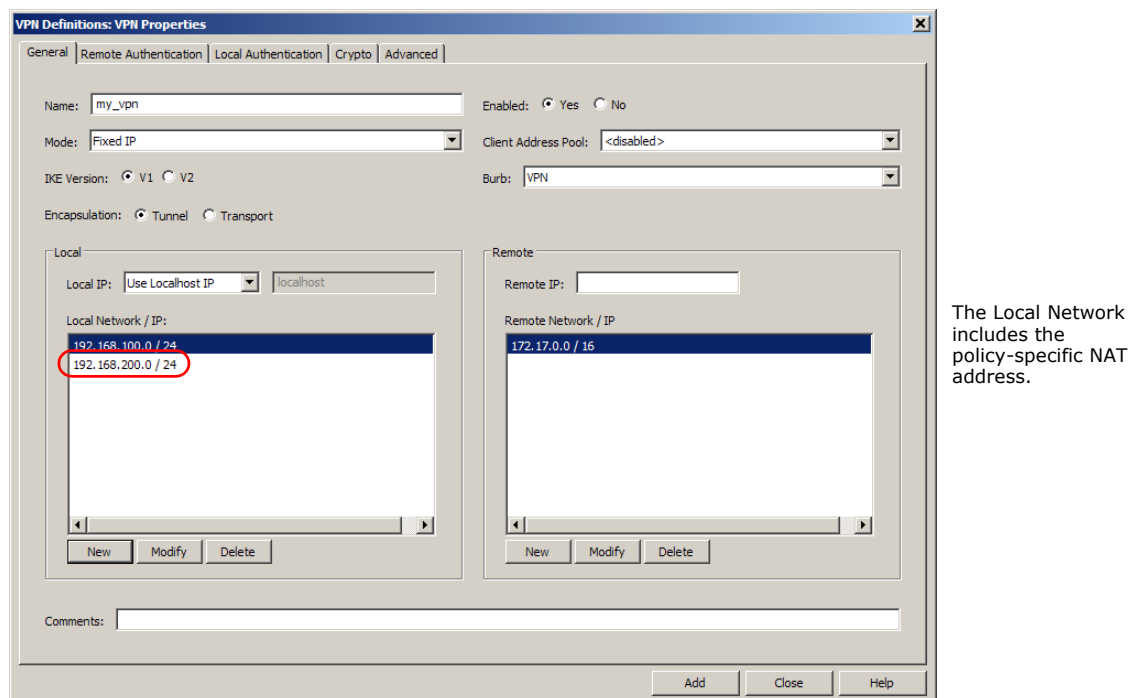 VPN Definitions: VPN Properties
General Remote Authentication Local Authentication Crypto Advanced
Name: my_vpn
Enabled: Yes No
Mode: Fixed IP
Client Address Pool: <disabled>
IKE Version: V1 V2
Burb: VPN
Encapsulation: Tunnel Transport
Local
Local IP: Use Localhost IP localhost
Local Network / IP:
192.168.100.0 / 24
192.168.200.0 / 24
New Modify Delete
Remote
Remote IP:
Remote Network / IP
172.17.0.0 / 16
New Modify Delete
Comments:
Add Close Help
The Local Network
includes the
policy-specific NAT
address.